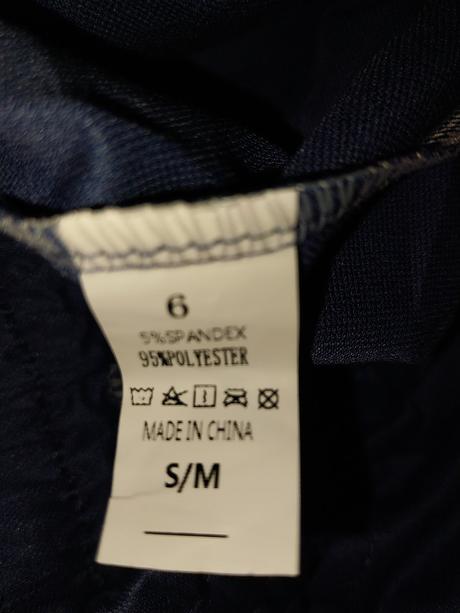 6
5%SPANDEX
95%POLYESTER
MADE IN CHINA
S/M